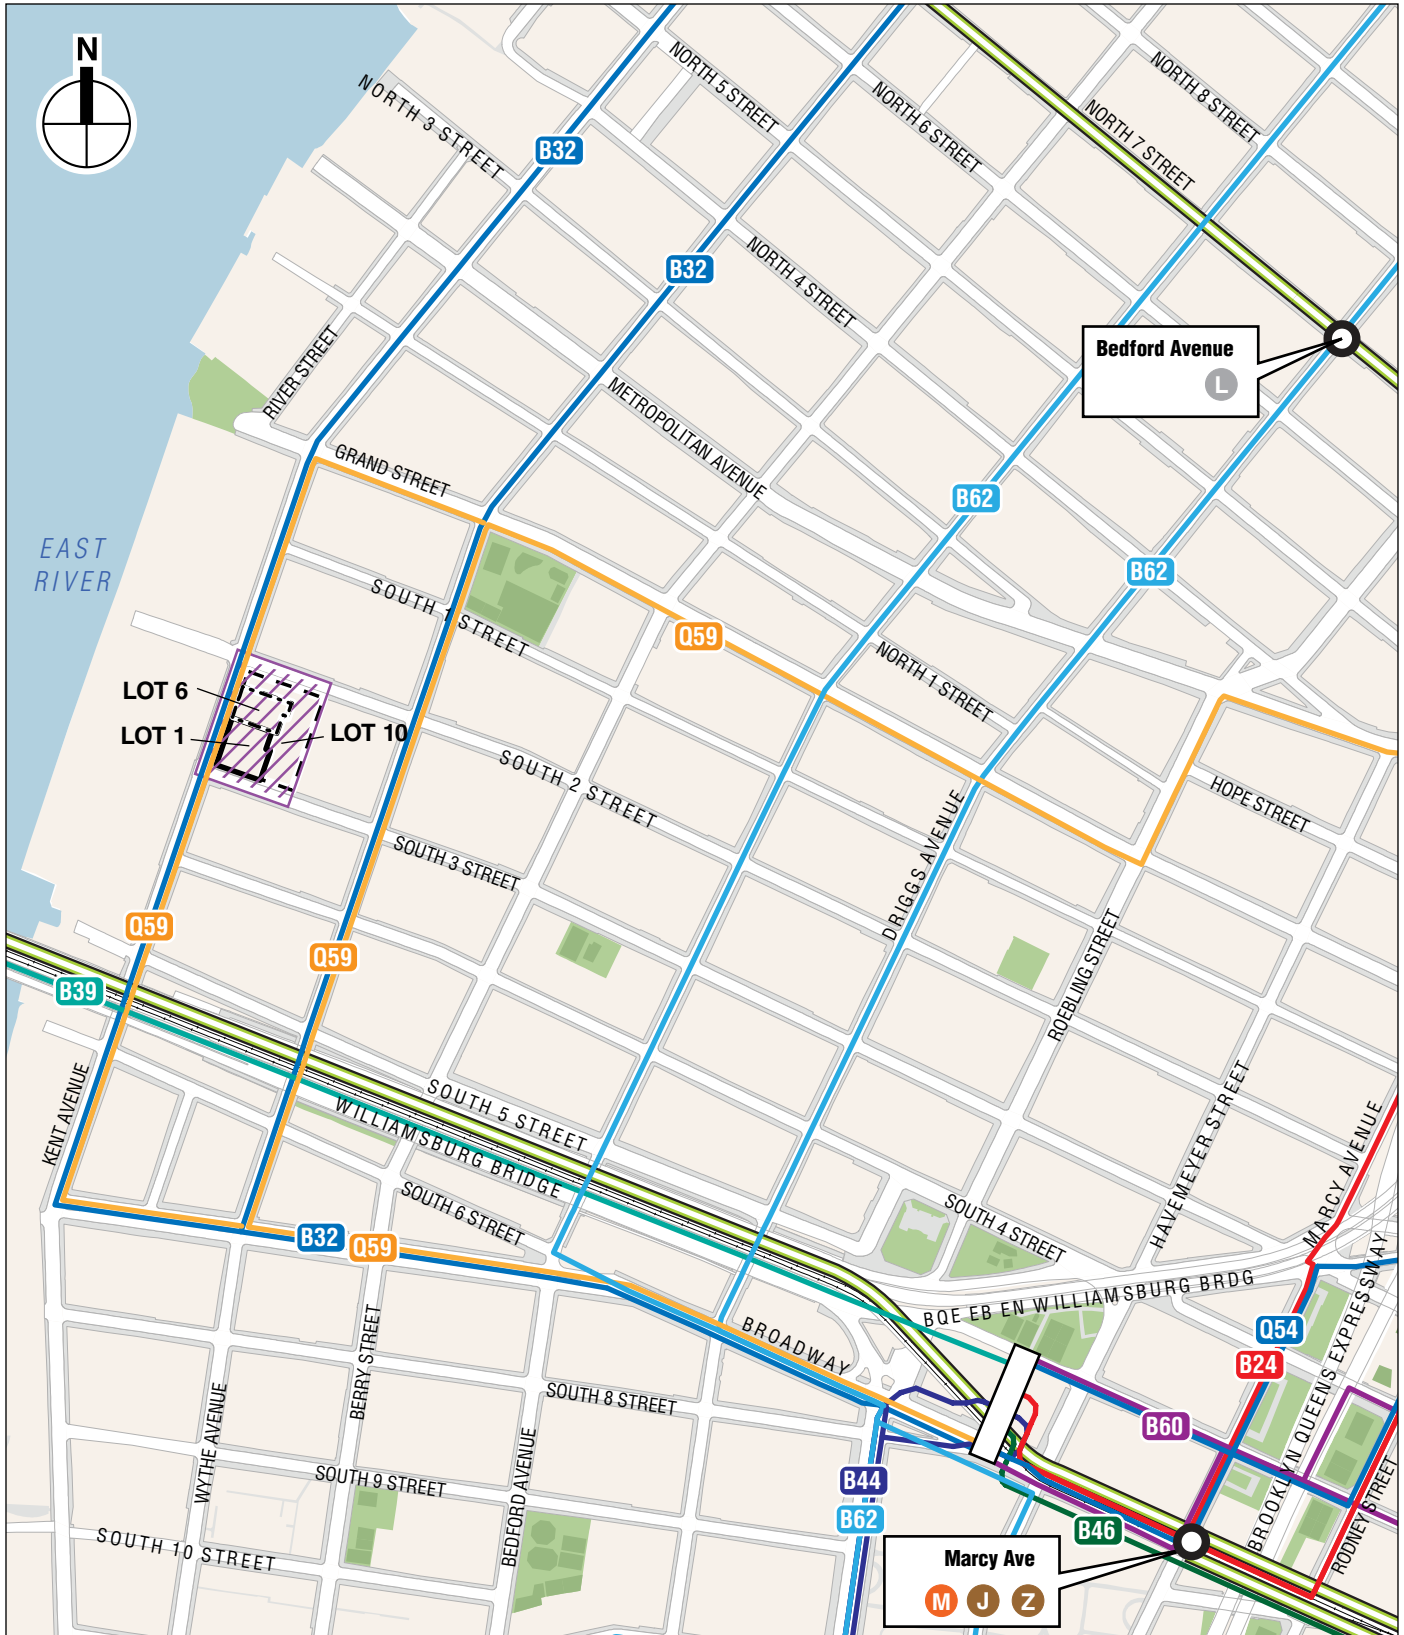 N
NORTH 3 STREET
NORTH 5 STREET
NORTH 6 STREET
NORTH 8 STREET
NORTH 7 STREET
B32
B32
NORTH 4 STREET
RIVER STREET
Bedford Avenue
L
METROPOLITAN AVENUE
GRAND STREET
B62
B62
EAST
RIVER
SOUTH 1 STREET
Q59
NORTH 1 STREET
LOT 6
LOT 1
LOT 10
SOUTH 2 STREET
HOPE STREET
DRIGGS AVENUE
SOUTH 3 STREET
Q59
Q59
ROEBLING STREET
B39
KENT AVENUE
SOUTH 5 STREET
WILLIAMSBURG BRIDGE
HAVEMEYER STREET
MARCY AVENUE
SOUTH 6 STREET
SOUTH 4 STREET
B32
Q59
BQE EB EN WILLIAMSBURG BRDG
BROADWAY
Q54
B24
BROOKLYN QUEENS EXPRESSWAY
BERRY STREET
WYTHE AVENUE
SOUTH 8 STREET
B60
BEDFORD AVENUE
SOUTH 9 STREET
B44
B62
B46
RODNEY STREET
SOUTH 10 STREET
Marcy Ave
M J Z